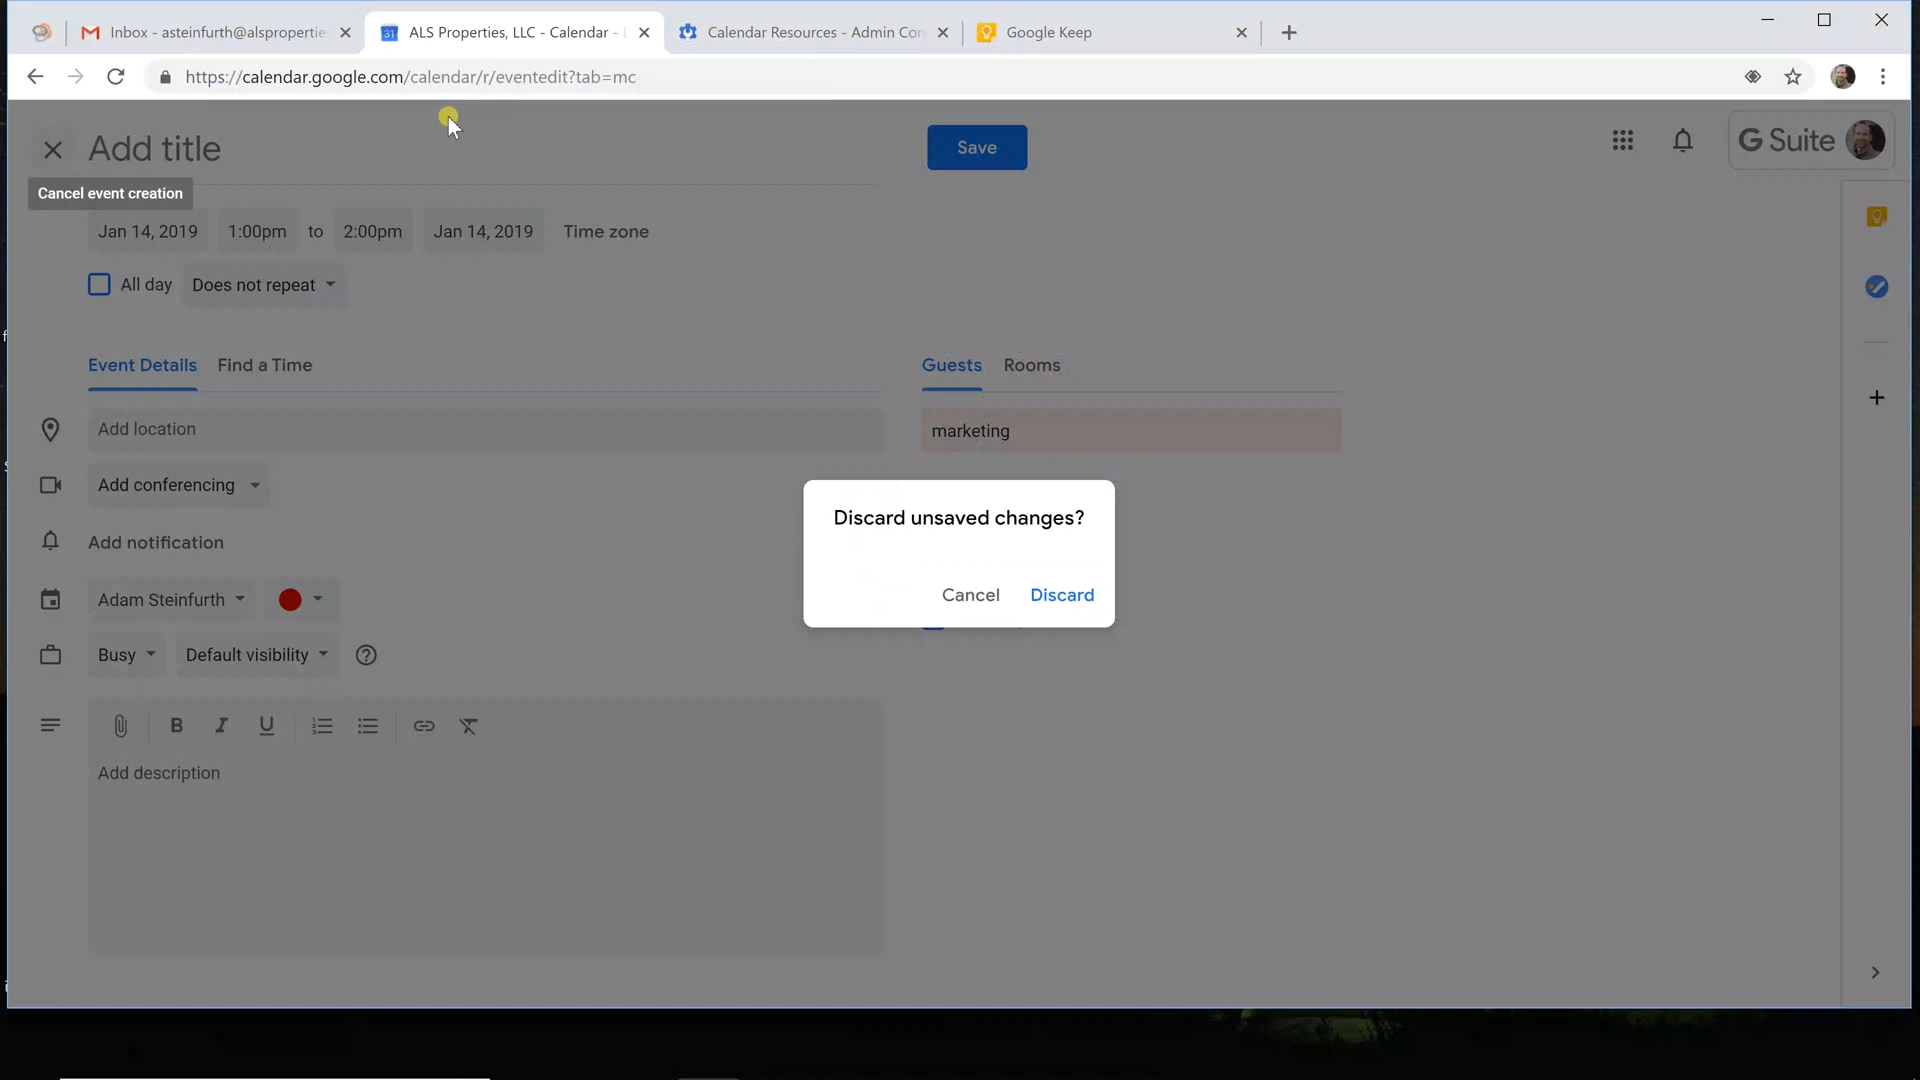 Inbox - asteinfurth@alspropertie
ALS Properties, LLC - Calendar -
Calendar Resources - Admin Con
Google Keep
https://calendar.google.com/calendar/r/eventedit?tab=mc
Add title
Save
G Suite
Cancel event creation
Jan 14, 2019 1:00pm to 2:00pm Jan 14, 2019 Time zone
All day Does not repeat
Event Details Find a Time
Guests Rooms
Add location
marketing
Add conferencing
Discard unsaved changes?
Add notification
Cancel Discard
Adam Steinfurth
Busy Default visibility
B I U
Add description